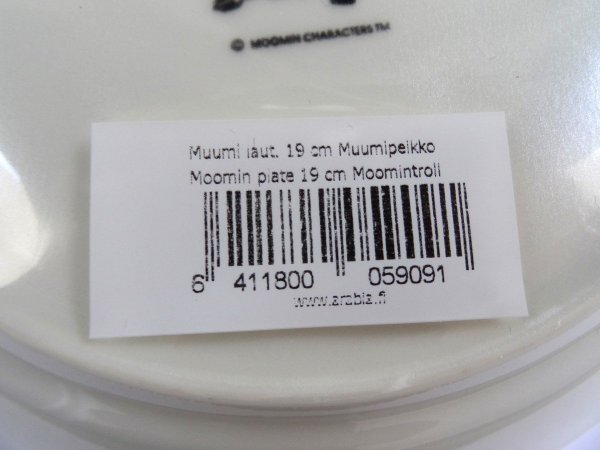 © MOOMIN CHARACTERS TM
Muumi laut. 19 cm Muumipeikko
Moomin plate 19 cm Moomintroll
6 411800 059091
www.arabia.fi